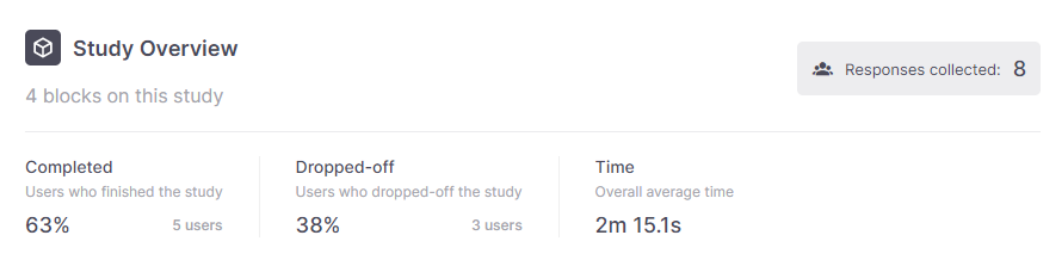 Study Overview
Responses collected: 8
4 blocks on this study
Completed
Users who finished the study
63%
5 users
Dropped-off
Users who dropped-off the study
38%
3 users
Time
Overall average time
2m 15.1s